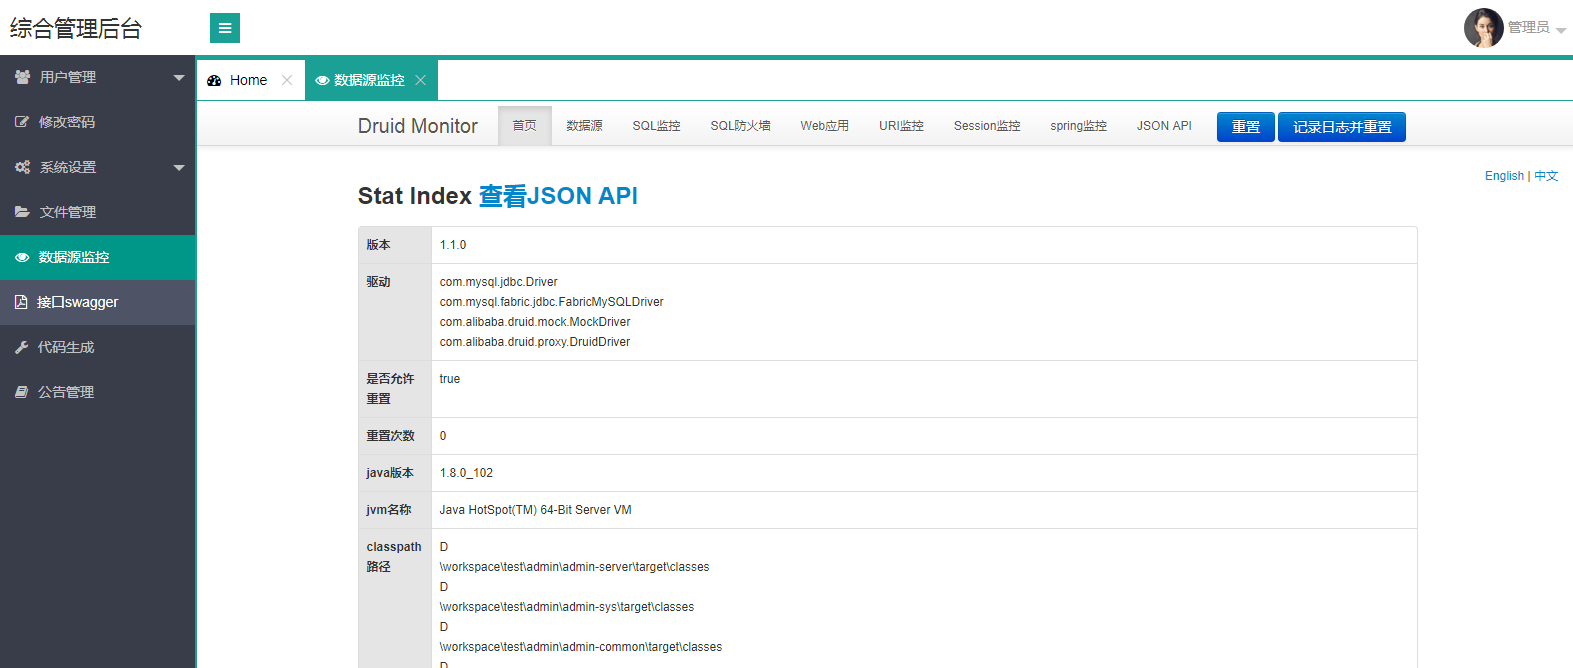 综合管理后台
管理员
用户管理
修改密码
系统设置
文件管理
数据源监控
接口swagger
代码生成
公告管理
Home
数据源监控
Druid Monitor 首页 数据源 SQL监控 SQL防火墙 Web应用 URI监控 Session监控 spring监控 JSON API 重置 记录日志并重置
English | 中文
Stat Index 查看JSON API
版本 1.1.0
驱动 com.mysql.jdbc.Driver
com.mysql.fabric.jdbc.FabricMySQLDriver
com.alibaba.druid.mock.MockDriver
com.alibaba.druid.proxy.DruidDriver
是否允许 true
重置
重置次数 0
java版本 1.8.0_102
jvm名称 Java HotSpot(TM) 64-Bit Server VM
classpath D
路径 \workspace\test\admin\admin-server\target\classes
D
\workspace\test\admin\admin-sys\target\classes
D
\workspace\test\admin\admin-common\target\classes
D